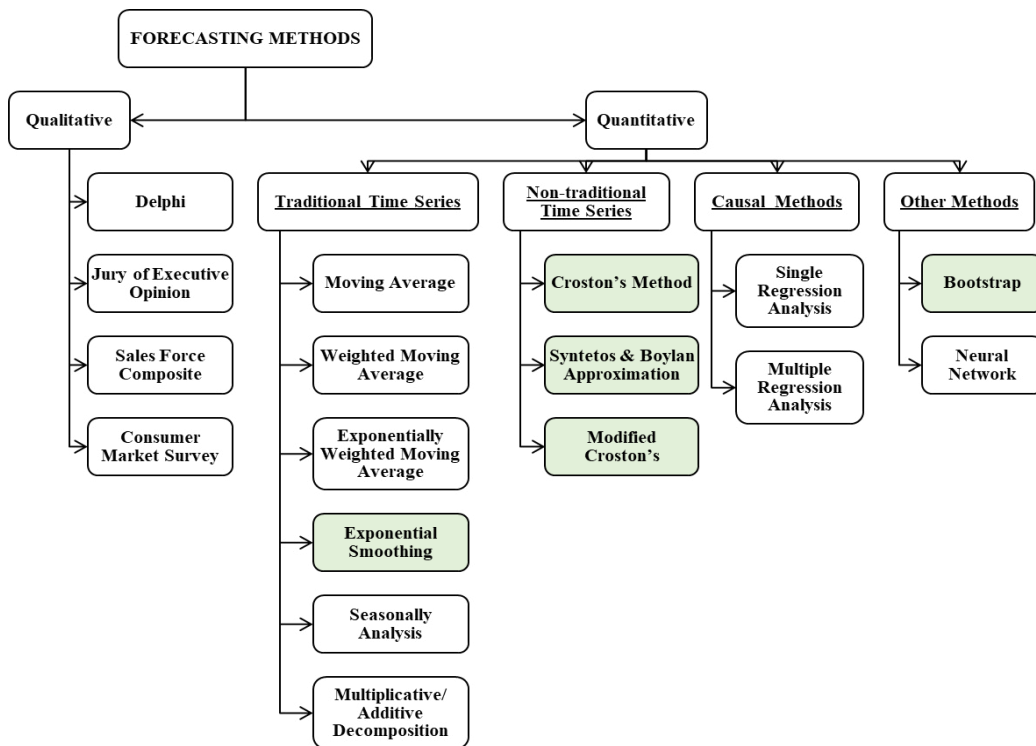 FORECASTING METHODS
Qualitative
Quantitative
Delphi
Jury of Executive
Opinion
Sales Force
Composite
Consumer
Market Survey
Traditional Time Series
Moving Average
Weighted Moving
Average
Exponentially
Weighted Moving
Average
Exponential
Smoothing
Seasonally
Analysis
Multiplicative/
Additive
Decomposition
Non-traditional
Time Series
Croston’s Method
Syntetos & Boylan
Approximation
Modified
Croston’s
Causal Methods
Single
Regression
Analysis
Multiple
Regression
Analysis
Other Methods
Bootstrap
Neural
Network